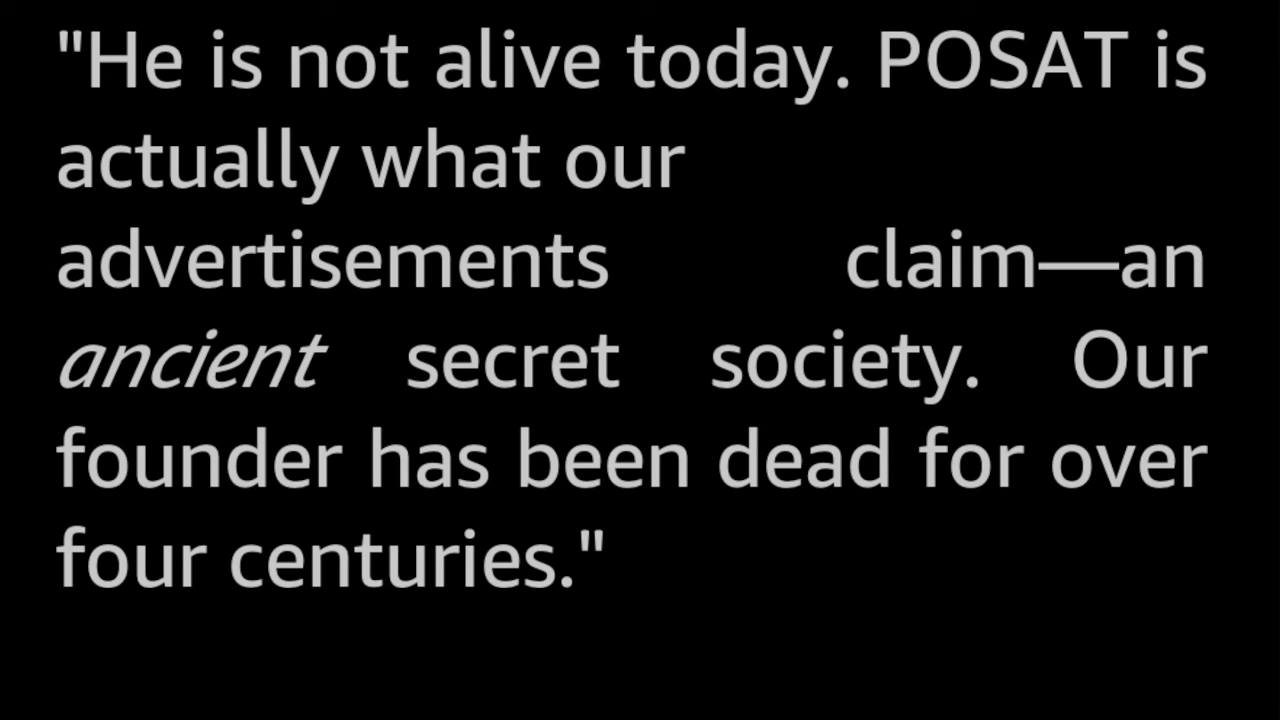 "He is not alive today. POSAT is
actually what our
advertisements claim—an
ancient secret society. Our
founder has been dead for over
four centuries."